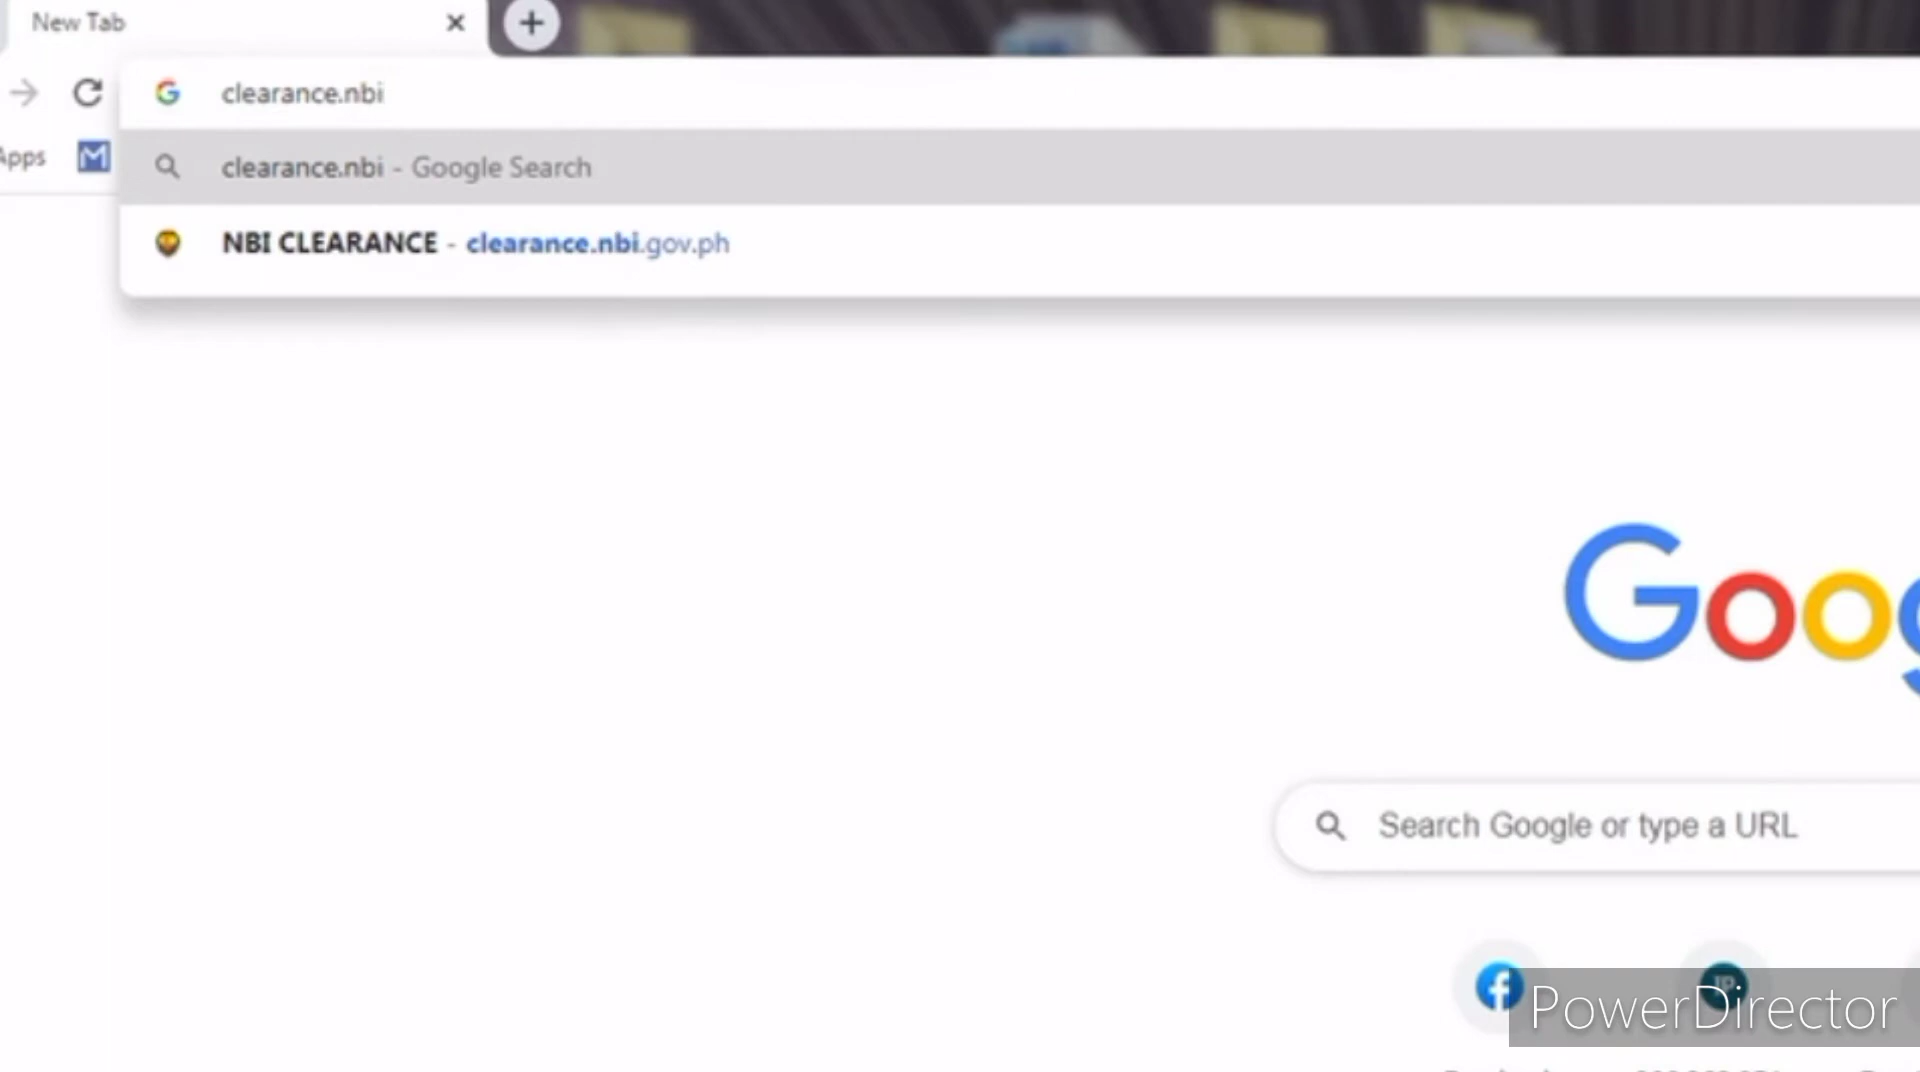 New Tab
clearance.nbi
Apps
clearance.nbi - Google Search
NBI CLEARANCE - clearance.nbi.gov.ph
Search Google or type a URL
PowerDirector